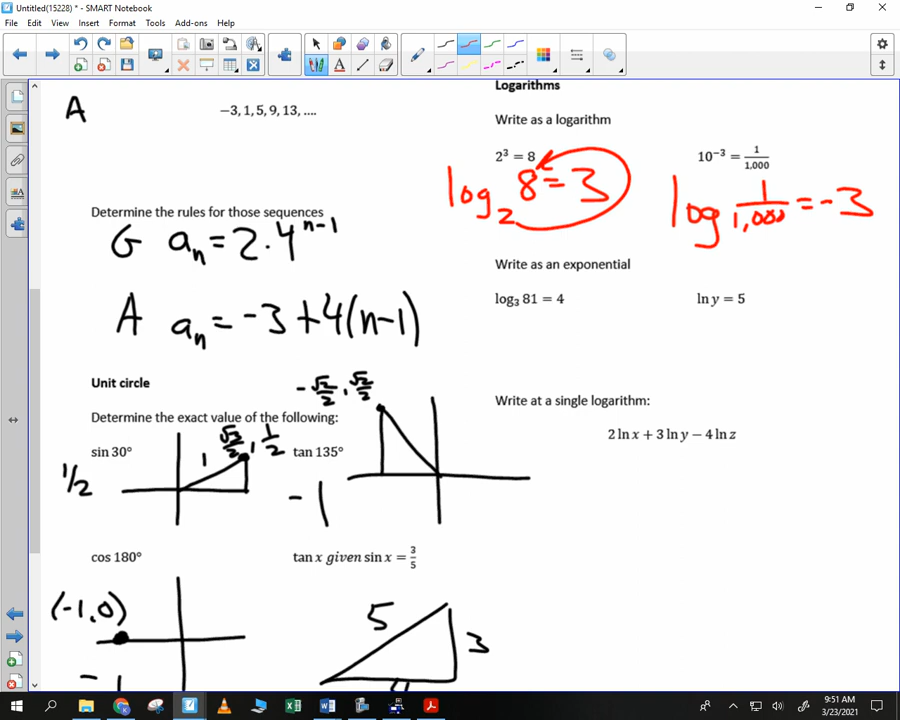 Untitled(15228) * - SMART Notebook
File Edit View Insert Format Tools Add-ons Help
A
−3, 1, 5, 9, 13, ....
Determine the rules for those sequences
G aₙ = 2·4ⁿ⁻¹
A aₙ = -3 + 4(n-1)
Unit circle
Determine the exact value of the following:
sin 30°
1
√3/2, 1/2
1/2
tan 135°
-√2/2, √2/2
-1
cos 180°
(-1,0)
-1
tan x given sin x = 3/5
5
3
4
Logarithms
Write as a logarithm
2³ = 8
log₂ 8 = 3
10⁻³ = 1/1,000
log 1/1,000 = -3
Write as an exponential
log₃ 81 = 4
ln y = 5
Write at a single logarithm:
2 ln x + 3 ln y − 4 ln z
9:51 AM
3/23/2021